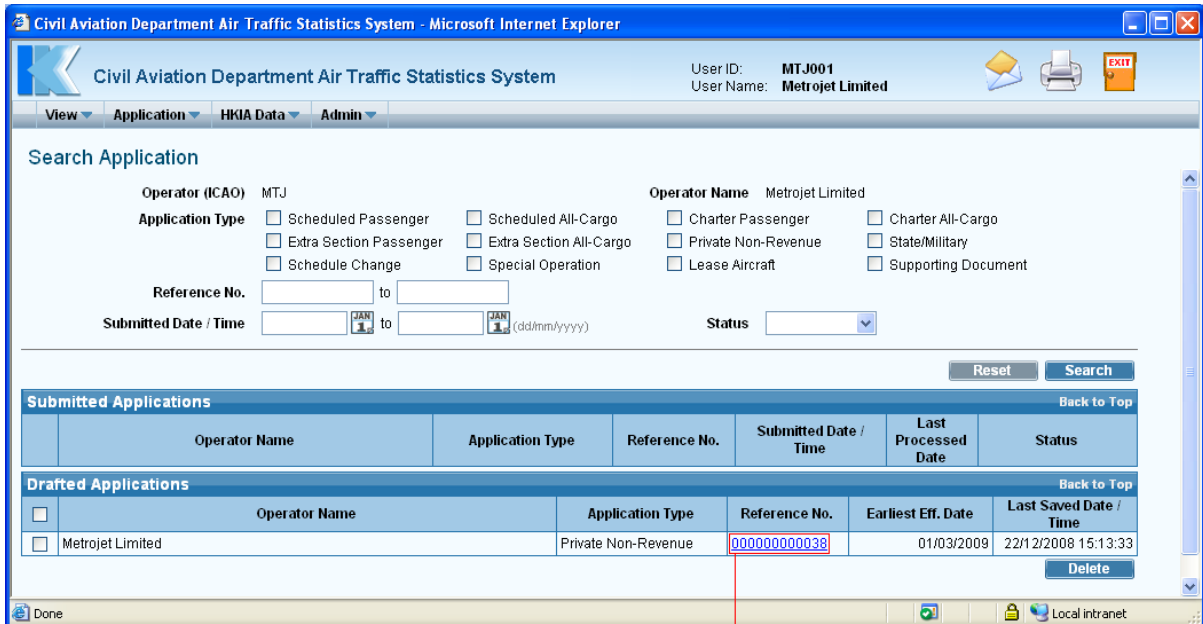 Civil Aviation Department Air Traffic Statistics System - Microsoft Internet Explorer
Civil Aviation Department Air Traffic Statistics System
User ID: MTJ001
User Name: Metrojet Limited
EXIT
View Application HKIA Data Admin
Search Application
Operator (ICAO) MTJ Operator Name Metrojet Limited
Application Type Scheduled Passenger Scheduled All-Cargo Charter Passenger Charter All-Cargo
Extra Section Passenger Extra Section All-Cargo Private Non-Revenue State/Military
Schedule Change Special Operation Lease Aircraft Supporting Document
Reference No. to
Submitted Date / Time JAN 1 to JAN 1 (dd/mm/yyyy) Status
Reset Search
Submitted Applications Back to Top
Operator Name Application Type Reference No. Submitted Date / Time Last Processed Date Status
Drafted Applications Back to Top
Operator Name Application Type Reference No. Earliest Eff. Date Last Saved Date / Time
Metrojet Limited Private Non-Revenue 000000000038 01/03/2009 22/12/2008 15:13:33
Delete
Done Local intranet